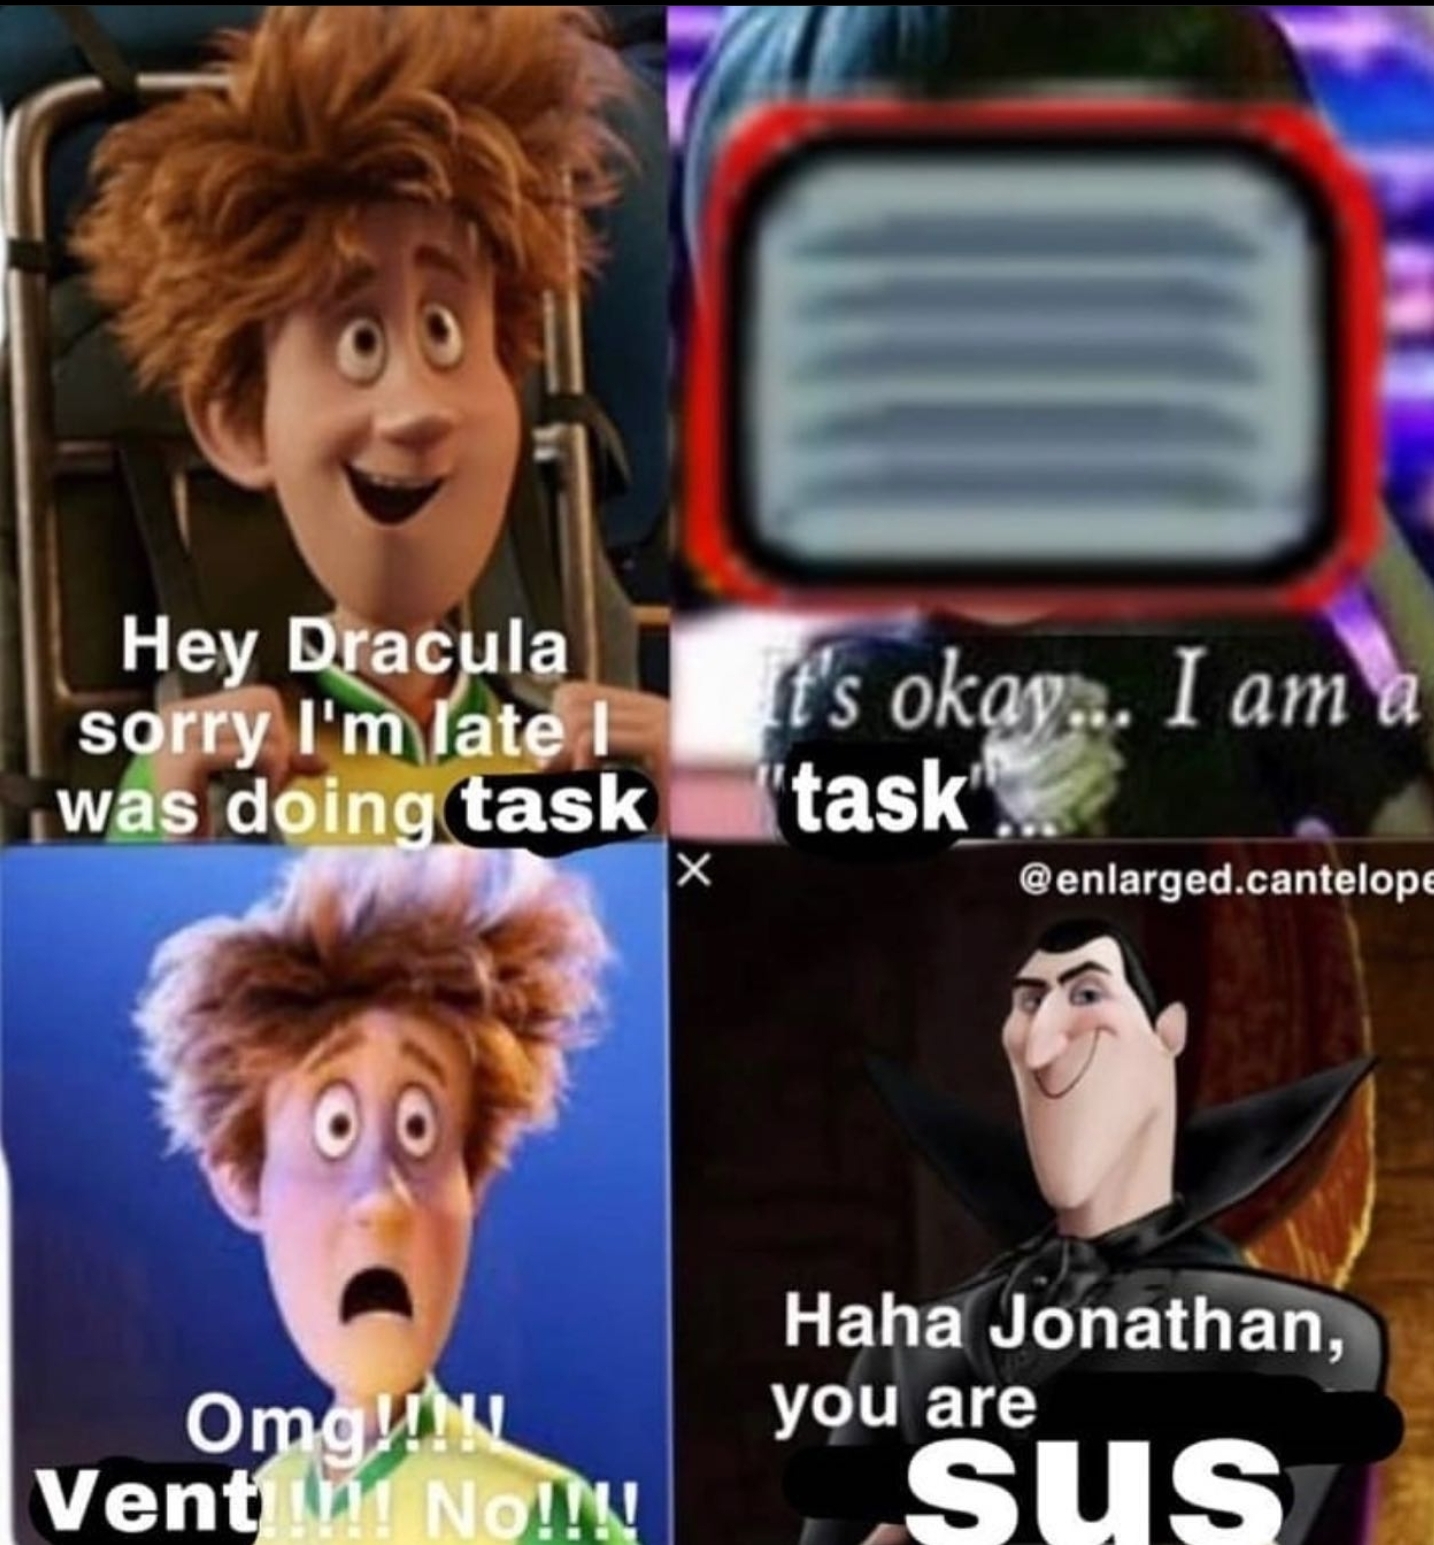 Hey Dracula
sorry I'm late I
was doing task
It's okay... I am a
"task"...
Omg!!!!!
Vent!!!!! No!!!!
@enlarged.cantelope
Haha Jonathan,
you are
sus